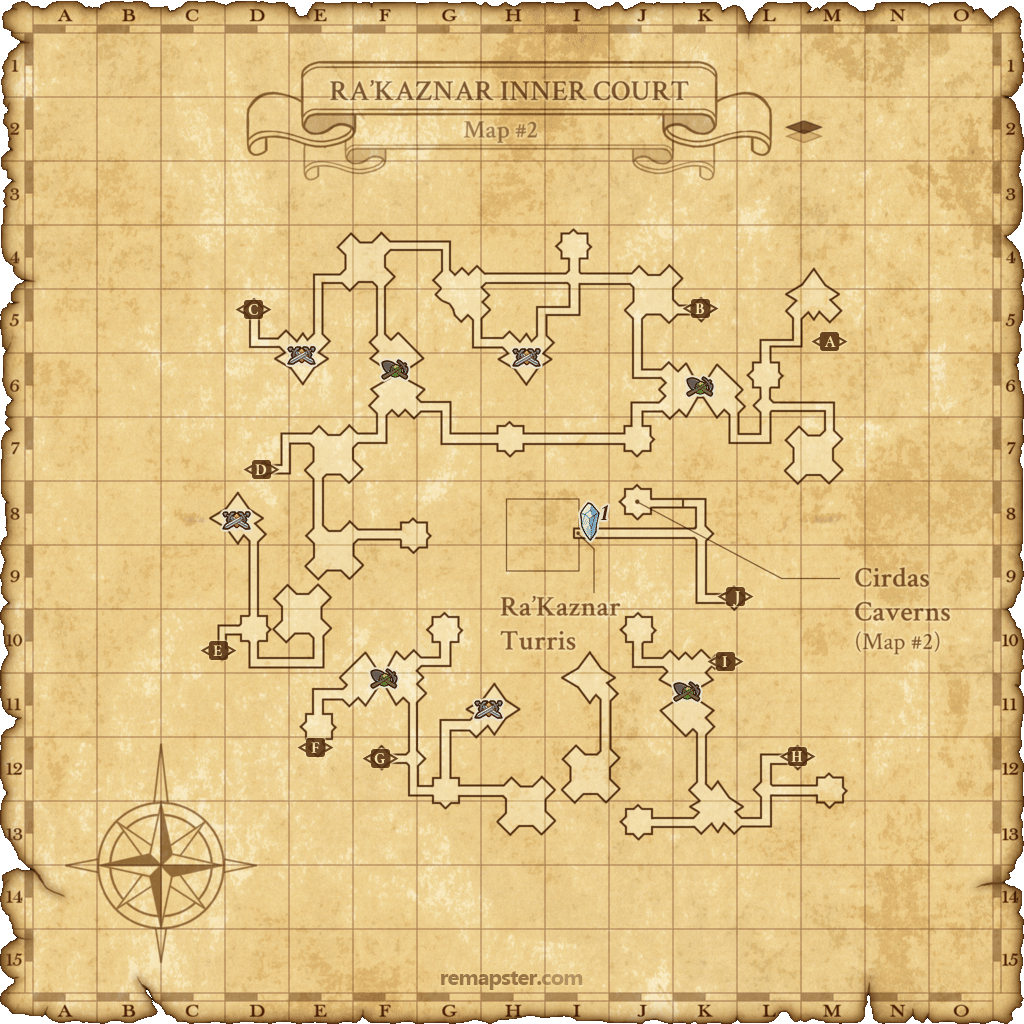 A B C D E F G H I J K L M N O
1 1
RA'KAZNAR INNER COURT
Map #2
2 2
3 3
4 4
C B
5 5
A
6 6
7 7
D
8 8
1
9 9
Cirdas
Caverns
(Map #2)
J
Ra'Kaznar
Turris
10 10
E I
11 11
F G H
12 12
13 13
14 14
15 15
remapster.com
A B C D E F G H I J K L M N O